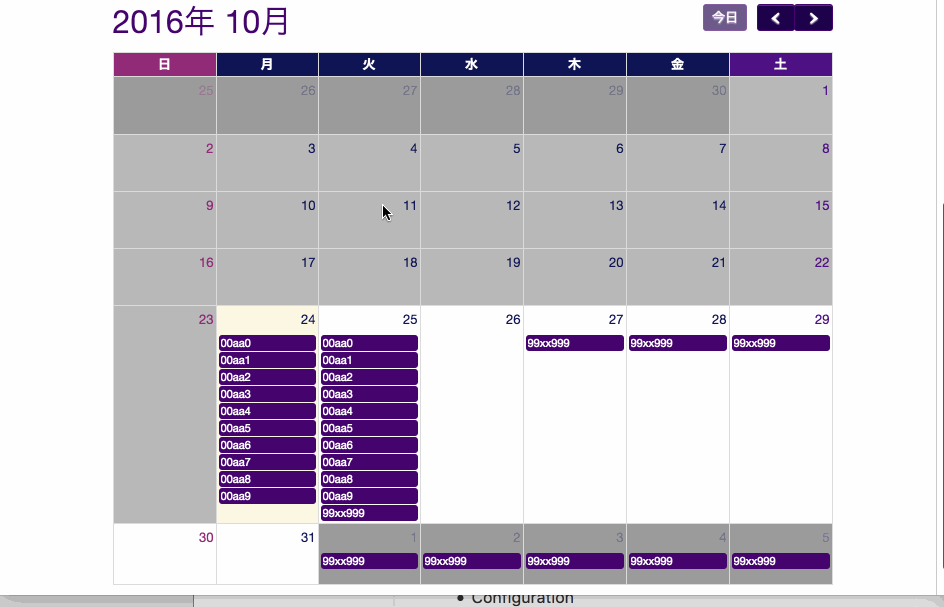 2016年 10月 今日
日 月 火 水 木 金 土
25 26 27 28 29 30 1
2 3 4 5 6 7 8
9 10 11 12 13 14 15
16 17 18 19 20 21 22
23 24 25 26 27 28 29
00aa0 00aa0 99xx999 99xx999 99xx999
00aa1 00aa1
00aa2 00aa2
00aa3 00aa3
00aa4 00aa4
00aa5 00aa5
00aa6 00aa6
00aa7 00aa7
00aa8 00aa8
00aa9 00aa9
99xx999
30 31 1 2 3 4 5
99xx999 99xx999 99xx999 99xx999 99xx999
• Configuration